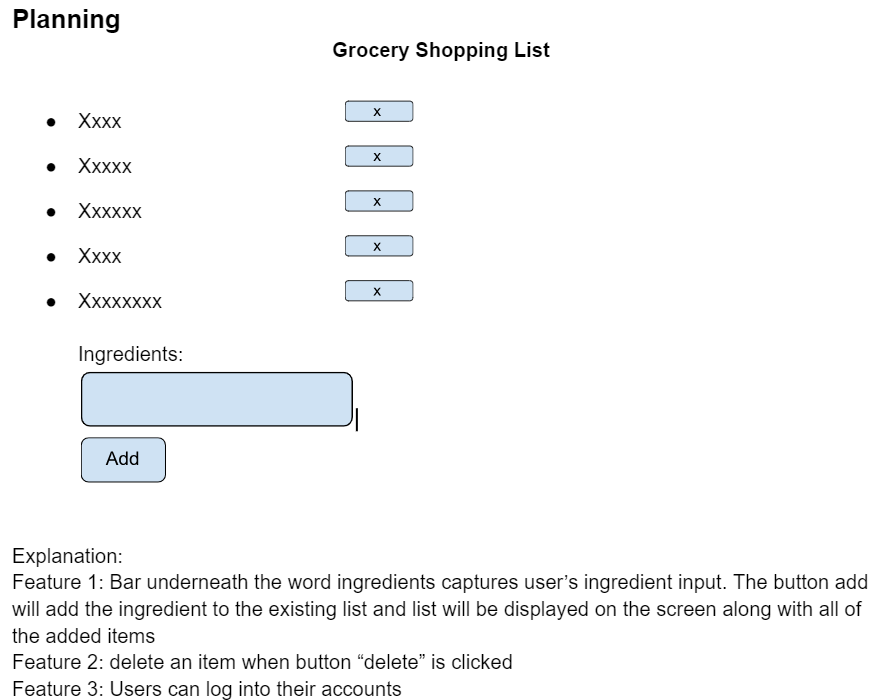 Planning
Grocery Shopping List
● Xxxx x
● Xxxxx x
● Xxxxxx x
● Xxxx x
● Xxxxxxxx x
Ingredients:
Add
Explanation:
Feature 1: Bar underneath the word ingredients captures user’s ingredient input. The button add
will add the ingredient to the existing list and list will be displayed on the screen along with all of
the added items
Feature 2: delete an item when button “delete” is clicked
Feature 3: Users can log into their accounts